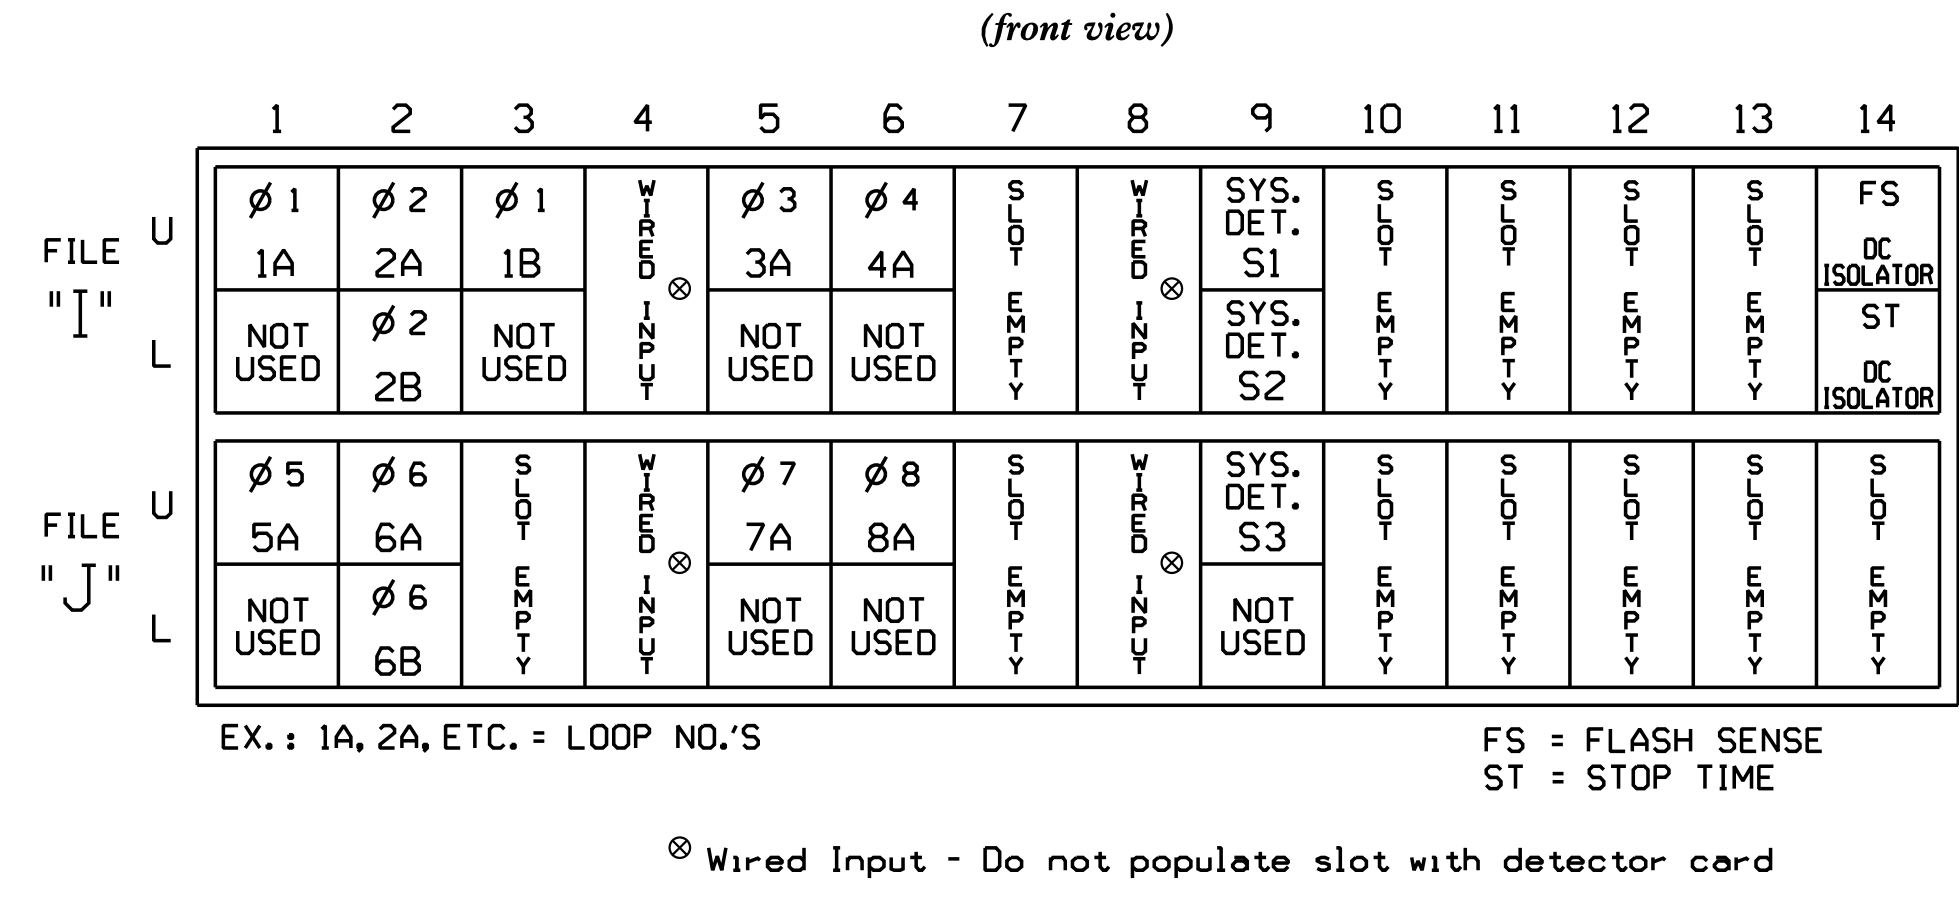 (front view)
1 2 3 4 5 6 7 8 9 10 11 12 13 14
FILE "I"
U
Ø 1 1A
Ø 2 2A
Ø 1 1B
WIRED INPUT ⊗
Ø 3 3A
Ø 4 4A
SLOT EMPTY
WIRED INPUT ⊗
SYS. DET. S1
SLOT EMPTY
SLOT EMPTY
SLOT EMPTY
SLOT EMPTY
FS DC ISOLATOR
L
NOT USED
Ø 2 2B
NOT USED
NOT USED
NOT USED
SYS. DET. S2
ST DC ISOLATOR
FILE "J"
U
Ø 5 5A
Ø 6 6A
SLOT EMPTY
WIRED INPUT ⊗
Ø 7 7A
Ø 8 8A
SLOT EMPTY
WIRED INPUT ⊗
SYS. DET. S3
SLOT EMPTY
SLOT EMPTY
SLOT EMPTY
SLOT EMPTY
SLOT EMPTY
L
NOT USED
Ø 6 6B
NOT USED
NOT USED
NOT USED
EX.: 1A, 2A, ETC. = LOOP NO.'S
FS = FLASH SENSE
ST = STOP TIME
⊗ Wired Input - Do not populate slot with detector card